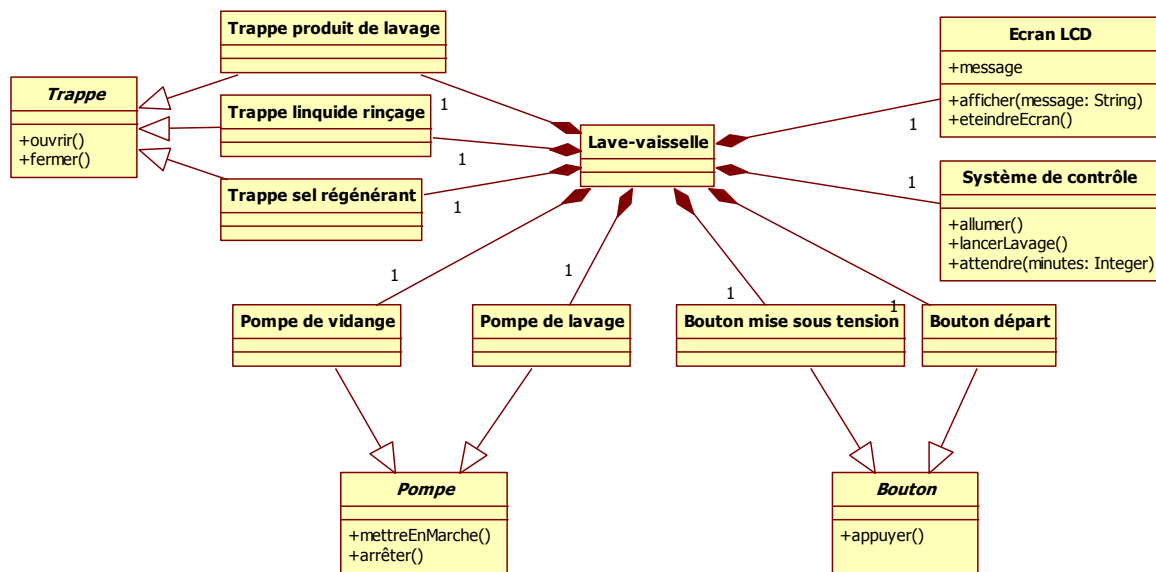 Trappe produit de lavage
Ecran LCD
+message
+afficher(message: String)
+eteindreEcran()
Trappe
+ouvrir()
+fermer()
Trappe linquide rinçage
Lave-vaisselle
Trappe sel régénérant
Système de contrôle
+allumer()
+lancerLavage()
+attendre(minutes: Integer)
1
1
1
1
1
1
1
1
1
Pompe de vidange
Pompe de lavage
Bouton mise sous tension
Bouton départ
Pompe
+mettreEnMarche()
+arrêter()
Bouton
+appuyer()